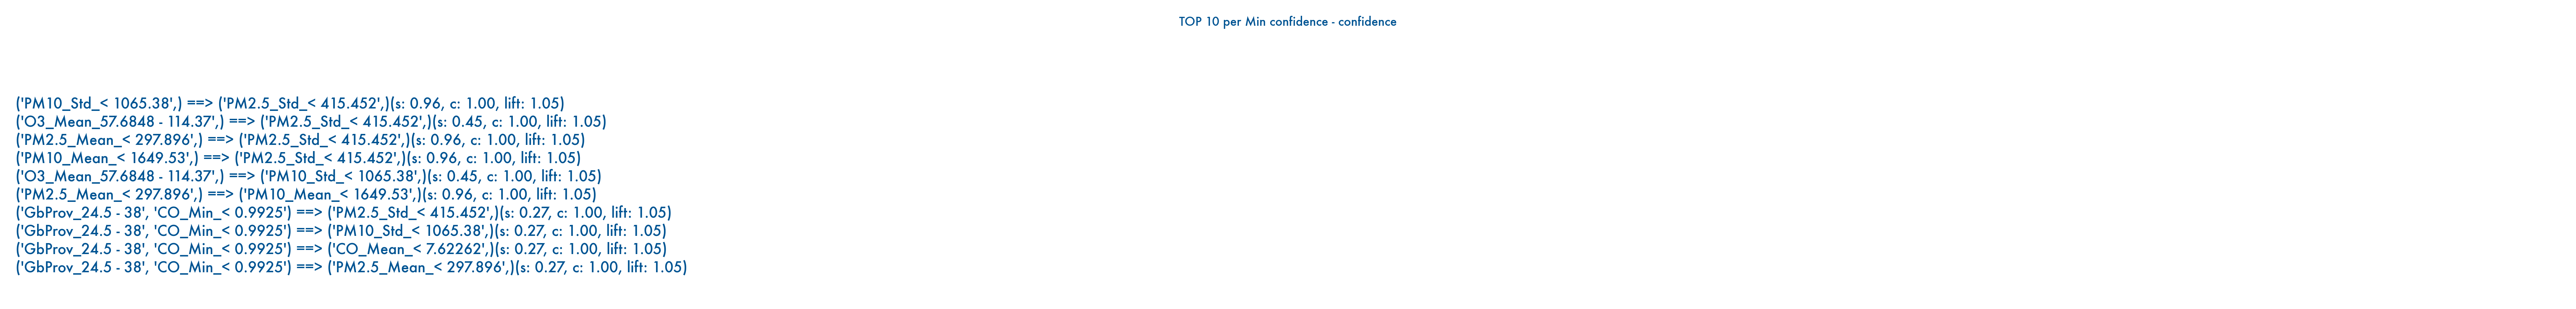 TOP 10 per Min confidence - confidence
('PM10_Std_< 1065.38',) ==> ('PM2.5_Std_< 415.452',)(s: 0.96, c: 1.00, lift: 1.05)
('O3_Mean_57.6848 - 114.37',) ==> ('PM2.5_Std_< 415.452',)(s: 0.45, c: 1.00, lift: 1.05)
('PM2.5_Mean_< 297.896',) ==> ('PM2.5_Std_< 415.452',)(s: 0.96, c: 1.00, lift: 1.05)
('PM10_Mean_< 1649.53',) ==> ('PM2.5_Std_< 415.452',)(s: 0.96, c: 1.00, lift: 1.05)
('O3_Mean_57.6848 - 114.37',) ==> ('PM10_Std_< 1065.38',)(s: 0.45, c: 1.00, lift: 1.05)
('PM2.5_Mean_< 297.896',) ==> ('PM10_Mean_< 1649.53',)(s: 0.96, c: 1.00, lift: 1.05)
('GbProv_24.5 - 38', 'CO_Min_< 0.9925') ==> ('PM2.5_Std_< 415.452',)(s: 0.27, c: 1.00, lift: 1.05)
('GbProv_24.5 - 38', 'CO_Min_< 0.9925') ==> ('PM10_Std_< 1065.38',)(s: 0.27, c: 1.00, lift: 1.05)
('GbProv_24.5 - 38', 'CO_Min_< 0.9925') ==> ('CO_Mean_< 7.62262',)(s: 0.27, c: 1.00, lift: 1.05)
('GbProv_24.5 - 38', 'CO_Min_< 0.9925') ==> ('PM2.5_Mean_< 297.896',)(s: 0.27, c: 1.00, lift: 1.05)